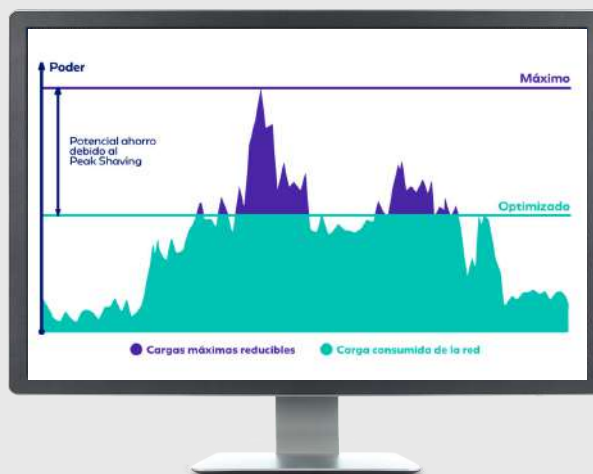 Poder
Máximo
Potencial ahorro
debido al
Peak Shaving
Optimizado
Cargas máximas reducibles
Carga consumida de la red